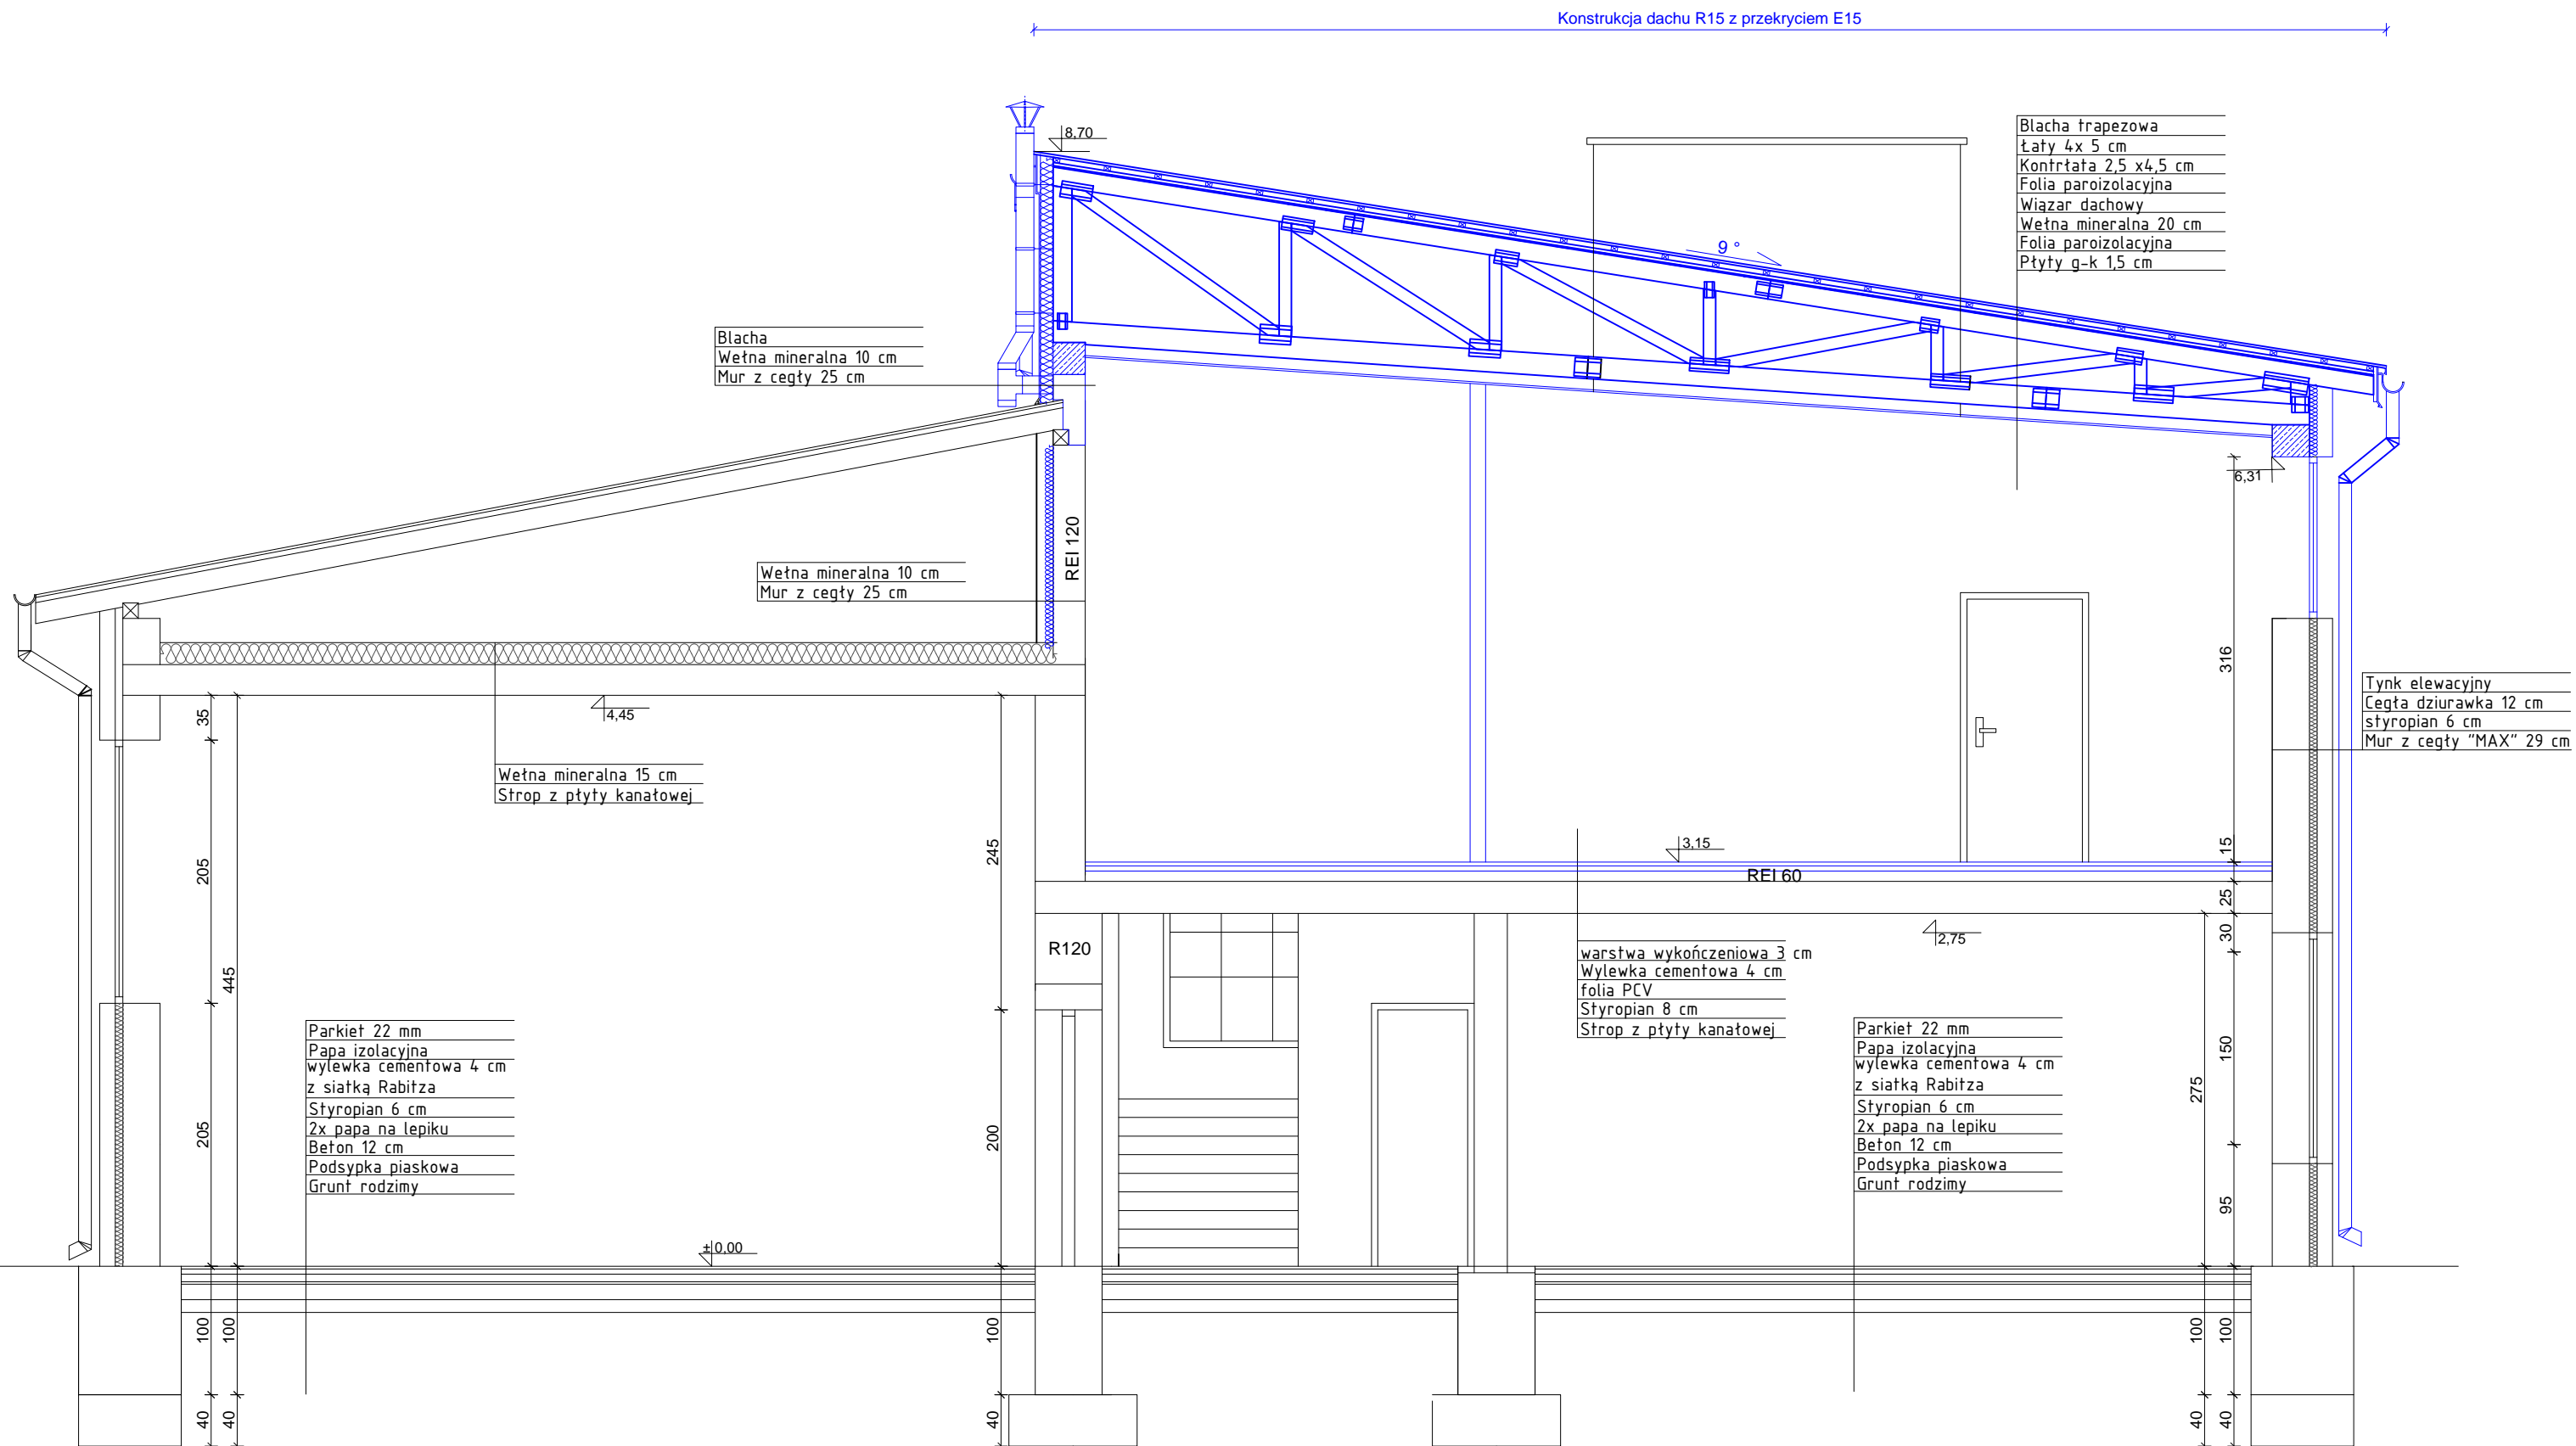 Konstrukcja dachu R15 z przekryciem E15
8,70
Blacha trapezowa
Łaty 4x 5 cm
Kontrłata 2,5 x4,5 cm
Folia paroizolacyjna
Wiązar dachowy
Wełna mineralna 20 cm
Folia paroizolacyjna
Płyty g-k 1,5 cm
9 °
Blacha
Wełna mineralna 10 cm
Mur z cegły 25 cm
6,31
REI 120
Wełna mineralna 10 cm
Mur z cegły 25 cm
316
Tynk elewacyjny
Cegła dziurawka 12 cm
styropian 6 cm
Mur z cegły "MAX" 29 cm
35
4,45
Wełna mineralna 15 cm
Strop z płyty kanałowej
205
245
3,15
15
REI 60
25
30
2,75
R120
445
warstwa wykończeniowa 3 cm
Wylewka cementowa 4 cm
folia PCV
Styropian 8 cm
Strop z płyty kanałowej
Parkiet 22 mm
Papa izolacyjna
wylewka cementowa 4 cm
z siatką Rabitza
Styropian 6 cm
2x papa na lepiku
Beton 12 cm
Podsypka piaskowa
Grunt rodzimy
Parkiet 22 mm
Papa izolacyjna
wylewka cementowa 4 cm
z siatką Rabitza
Styropian 6 cm
2x papa na lepiku
Beton 12 cm
Podsypka piaskowa
Grunt rodzimy
150
275
205
200
95
±0,00
100
100
100
100
100
40
40
40
40
40